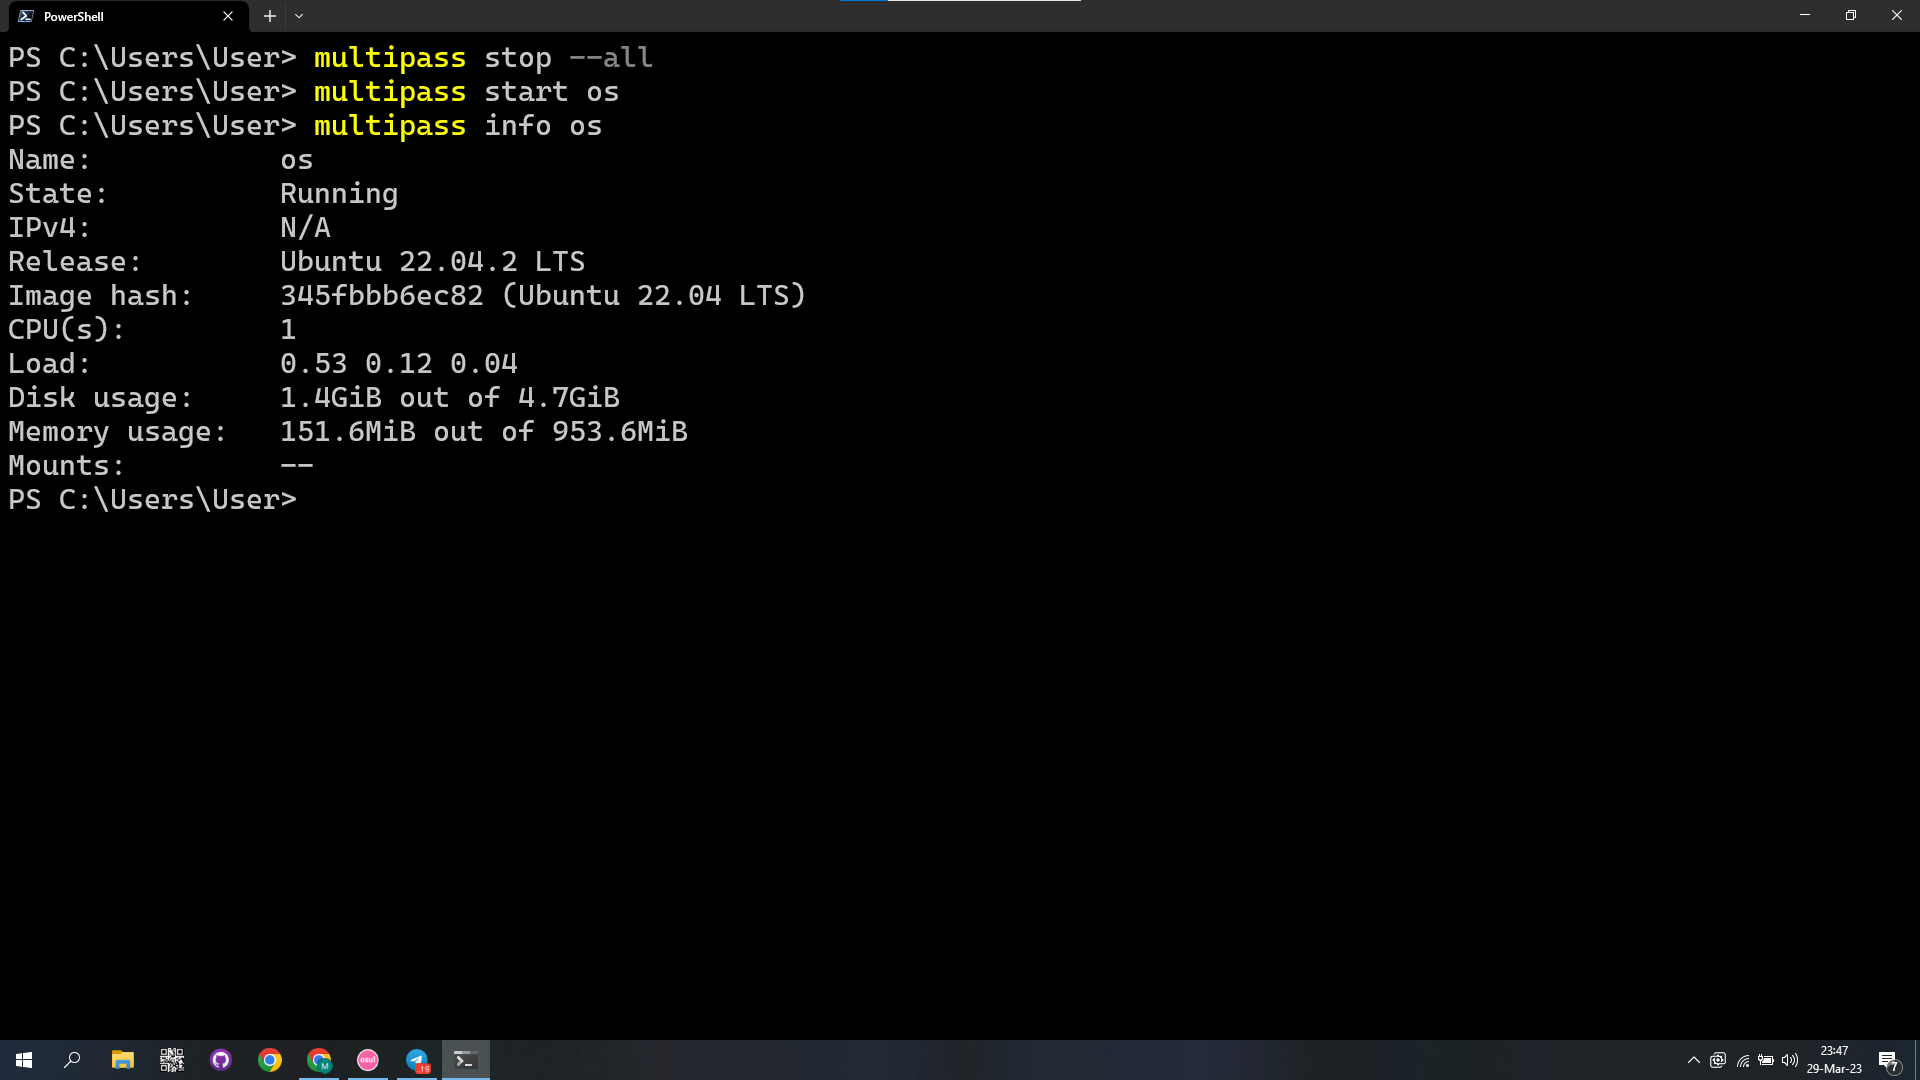 PowerShell
PS C:\Users\User> multipass stop --all
PS C:\Users\User> multipass start os
PS C:\Users\User> multipass info os
Name:           os
State:          Running
IPv4:           N/A
Release:        Ubuntu 22.04.2 LTS
Image hash:     345fbbb6ec82 (Ubuntu 22.04 LTS)
CPU(s):         1
Load:           0.53 0.12 0.04
Disk usage:     1.4GiB out of 4.7GiB
Memory usage:   151.6MiB out of 953.6MiB
Mounts:         --
PS C:\Users\User>
M
osu!
19
23:47
29-Mar-23
7